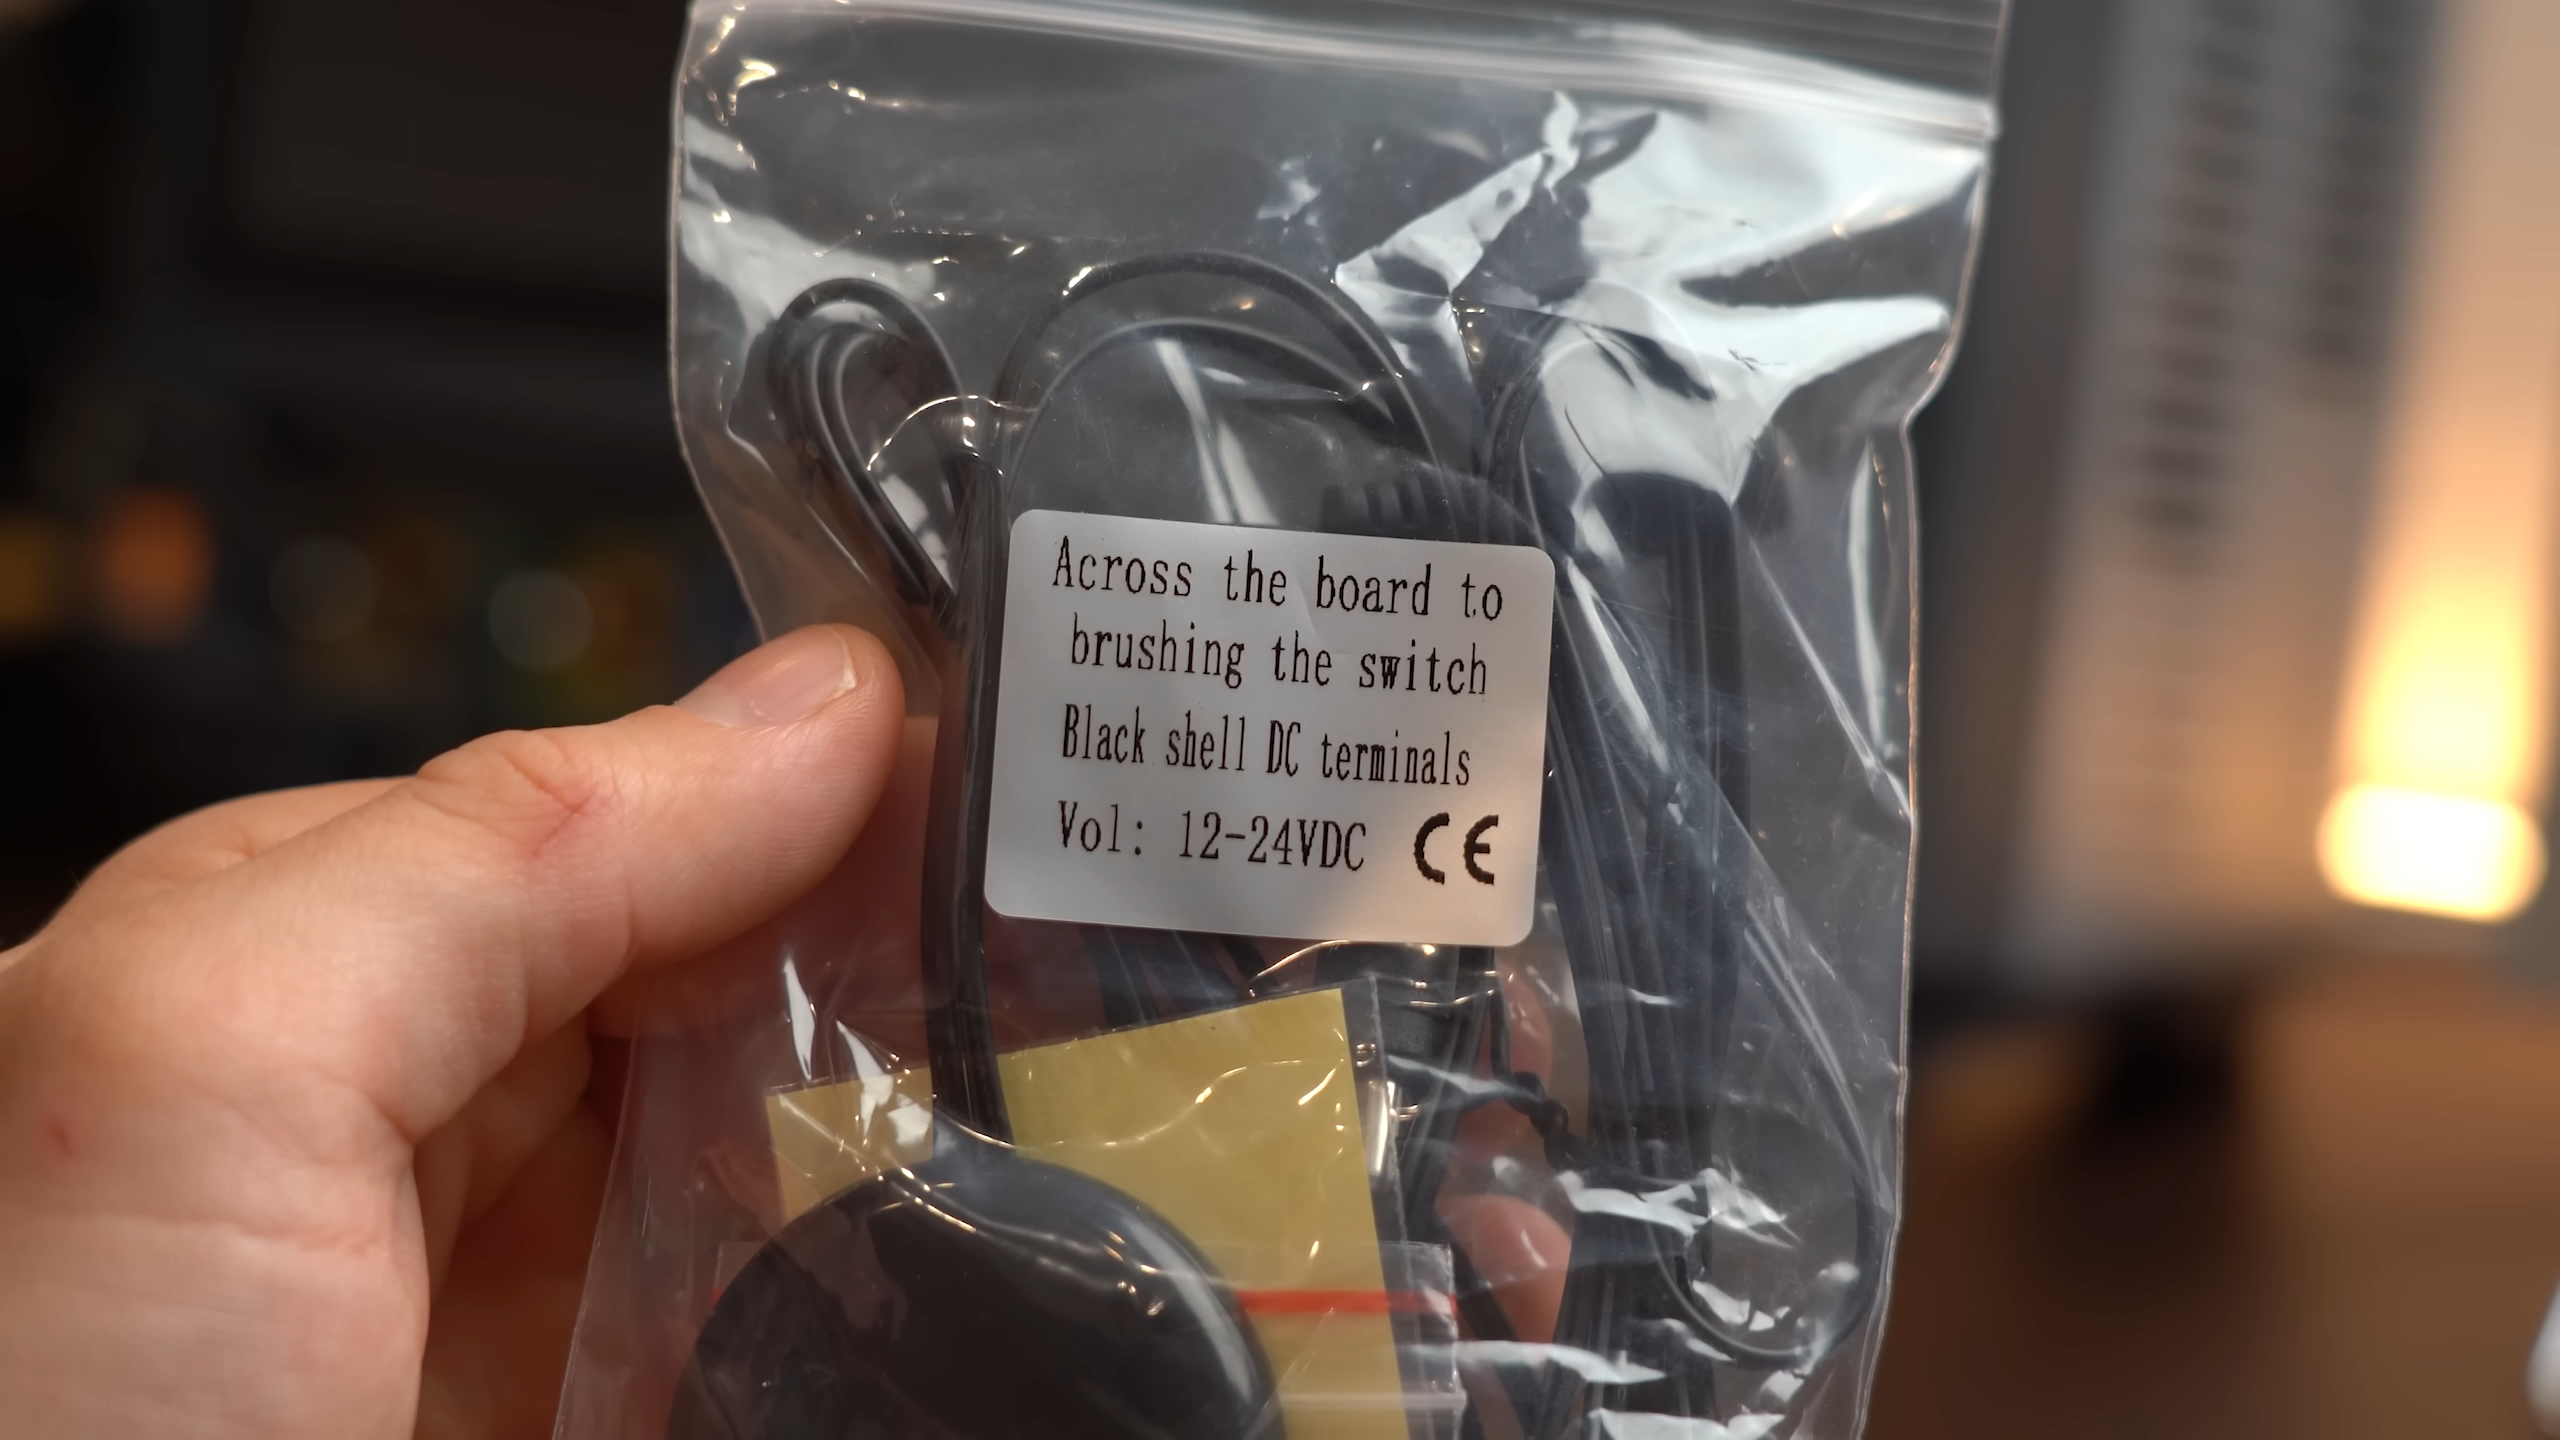 Across the board to
brushing the switch
Black shell DC terminals
Vol: 12-24VDC CE